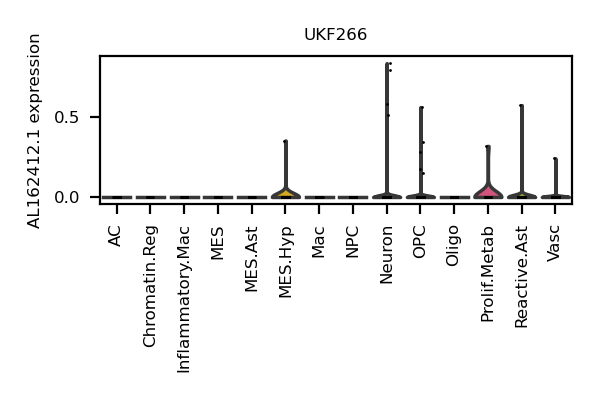 UKF266
AL162412.1 expression
0.5
0.0
AC
Chromatin.Reg
Inflammatory.Mac
MES
MES.Ast
MES.Hyp
Mac
NPC
Neuron
OPC
Oligo
Prolif.Metab
Reactive.Ast
Vasc